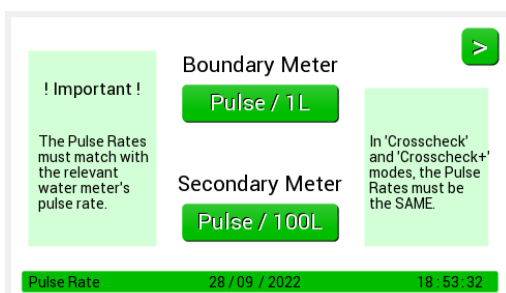 >
! Important !
The Pulse Rates
must match with
the relevant
water meter's
pulse rate.
Boundary Meter
Pulse / 1L
Secondary Meter
Pulse / 100L
In 'Crosscheck'
and 'Crosscheck+'
modes, the Pulse
Rates must be
the SAME.
Pulse Rate 28 / 09 / 2022 18 : 53 : 32